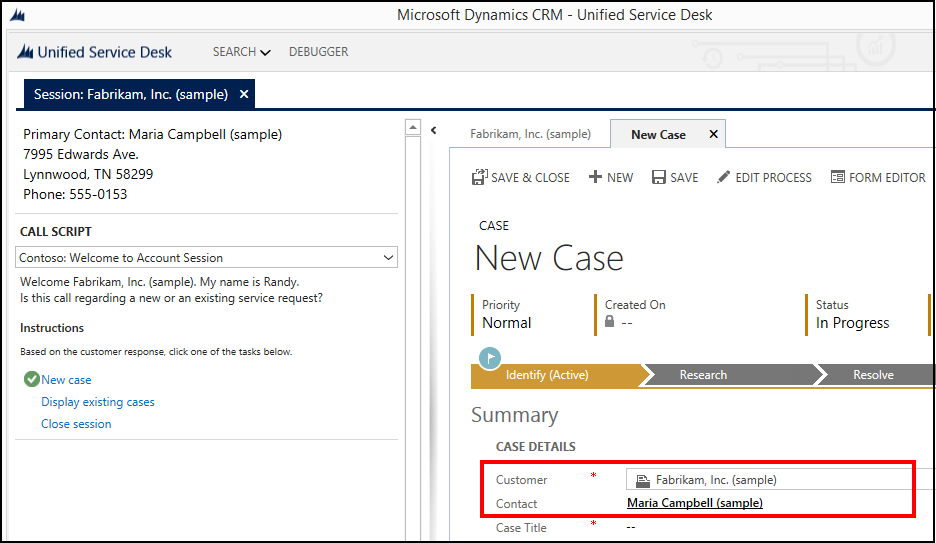 Microsoft Dynamics CRM - Unified Service Desk
Unified Service Desk SEARCH DEBUGGER
Session: Fabrikam, Inc. (sample) ×
Primary Contact: Maria Campbell (sample)
7995 Edwards Ave.
Lynnwood, TN 58299
Phone: 555-0153
CALL SCRIPT
Contoso: Welcome to Account Session
Welcome Fabrikam, Inc. (sample). My name is Randy.
Is this call regarding a new or an existing service request?
Instructions
Based on the customer response, click one of the tasks below.
New case
Display existing cases
Close session
Fabrikam, Inc. (sample) New Case ×
SAVE & CLOSE NEW SAVE EDIT PROCESS FORM EDITOR
CASE
New Case
Priority Created On Status
Normal -- In Progress
Identify (Active) Research Resolve
Summary
CASE DETAILS
Customer * Fabrikam, Inc. (sample)
Contact Maria Campbell (sample)
Case Title * --